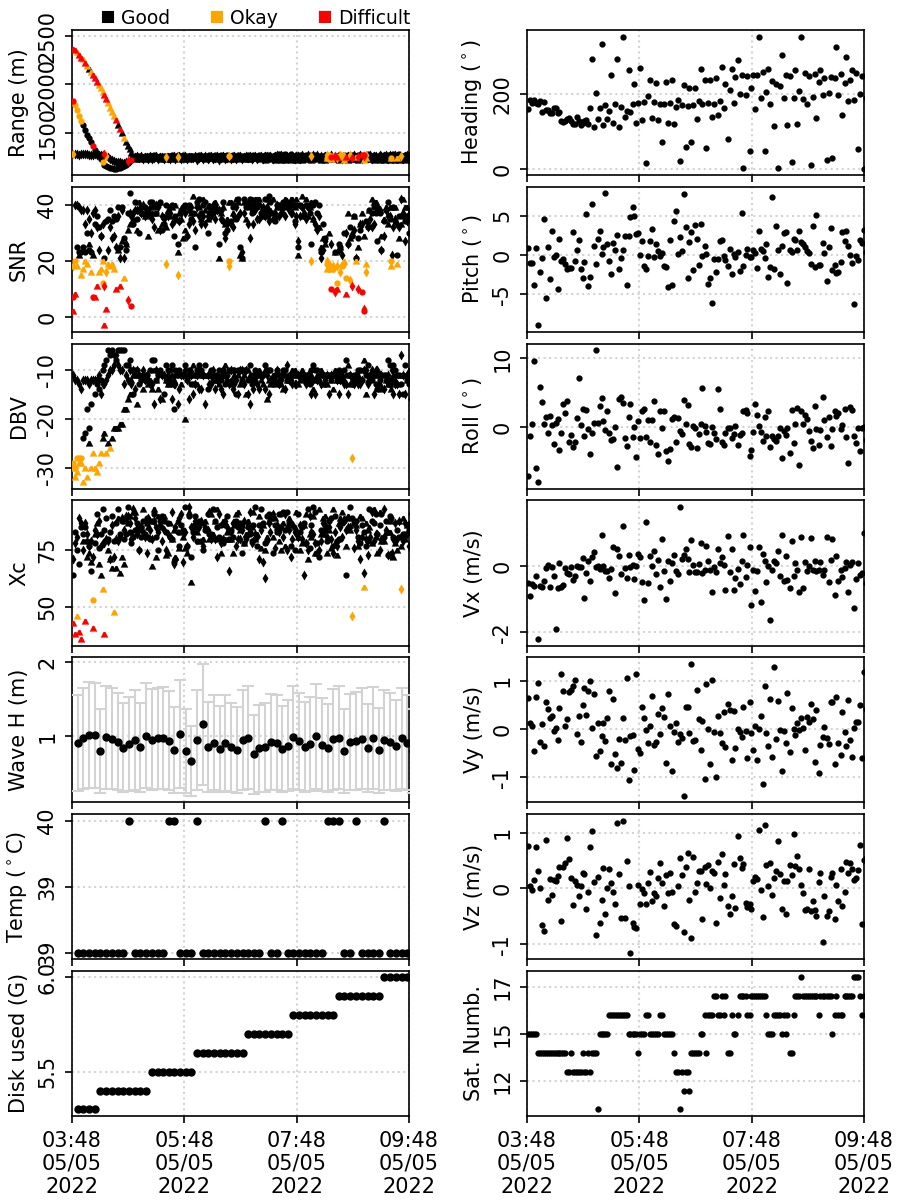 Good Okay Difficult
Range (m)
2500
2000
1500
Heading (°)
200
0
SNR
40
20
0
Pitch (°)
5
0
-5
DBV
-10
-20
-30
Roll (°)
10
0
Xc
75
50
Vx (m/s)
0
-2
Wave H (m)
2
1
Vy (m/s)
1
0
-1
Temp (°C)
40
39
39
Vz (m/s)
1
0
-1
Disk used (G)
6.0
5.5
Sat. Numb.
17
15
12
03:48 05:48 07:48 09:48
05/05 05/05 05/05 05/05
2022 2022 2022 2022
03:48 05:48 07:48 09:48
05/05 05/05 05/05 05/05
2022 2022 2022 2022